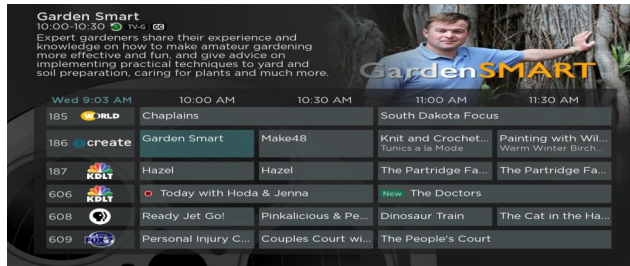 Garden Smart
10:00-10:30 TV-G CC
Expert gardeners share their experience and
knowledge on how to make amateur gardening
more effective and fun, and give advice on
implementing practical techniques to yard and
soil preparation, caring for plants and much more.
GardenSMART
Wed 9:03 AM 10:00 AM 10:30 AM 11:00 AM 11:30 AM
185 WORLD Chaplains South Dakota Focus
186 create Garden Smart Make48 Knit and Crochet... Painting with Wil...
Tunics a la Mode Warm Winter Birch...
187 KDLT Hazel Hazel The Partridge Fa... The Partridge Fa...
606 KDLT Today with Hoda & Jenna New The Doctors
608 Ready Jet Go! Pinkalicious & Pe... Dinosaur Train The Cat in the Ha...
609 FOX Personal Injury C... Couples Court wi... The People's Court